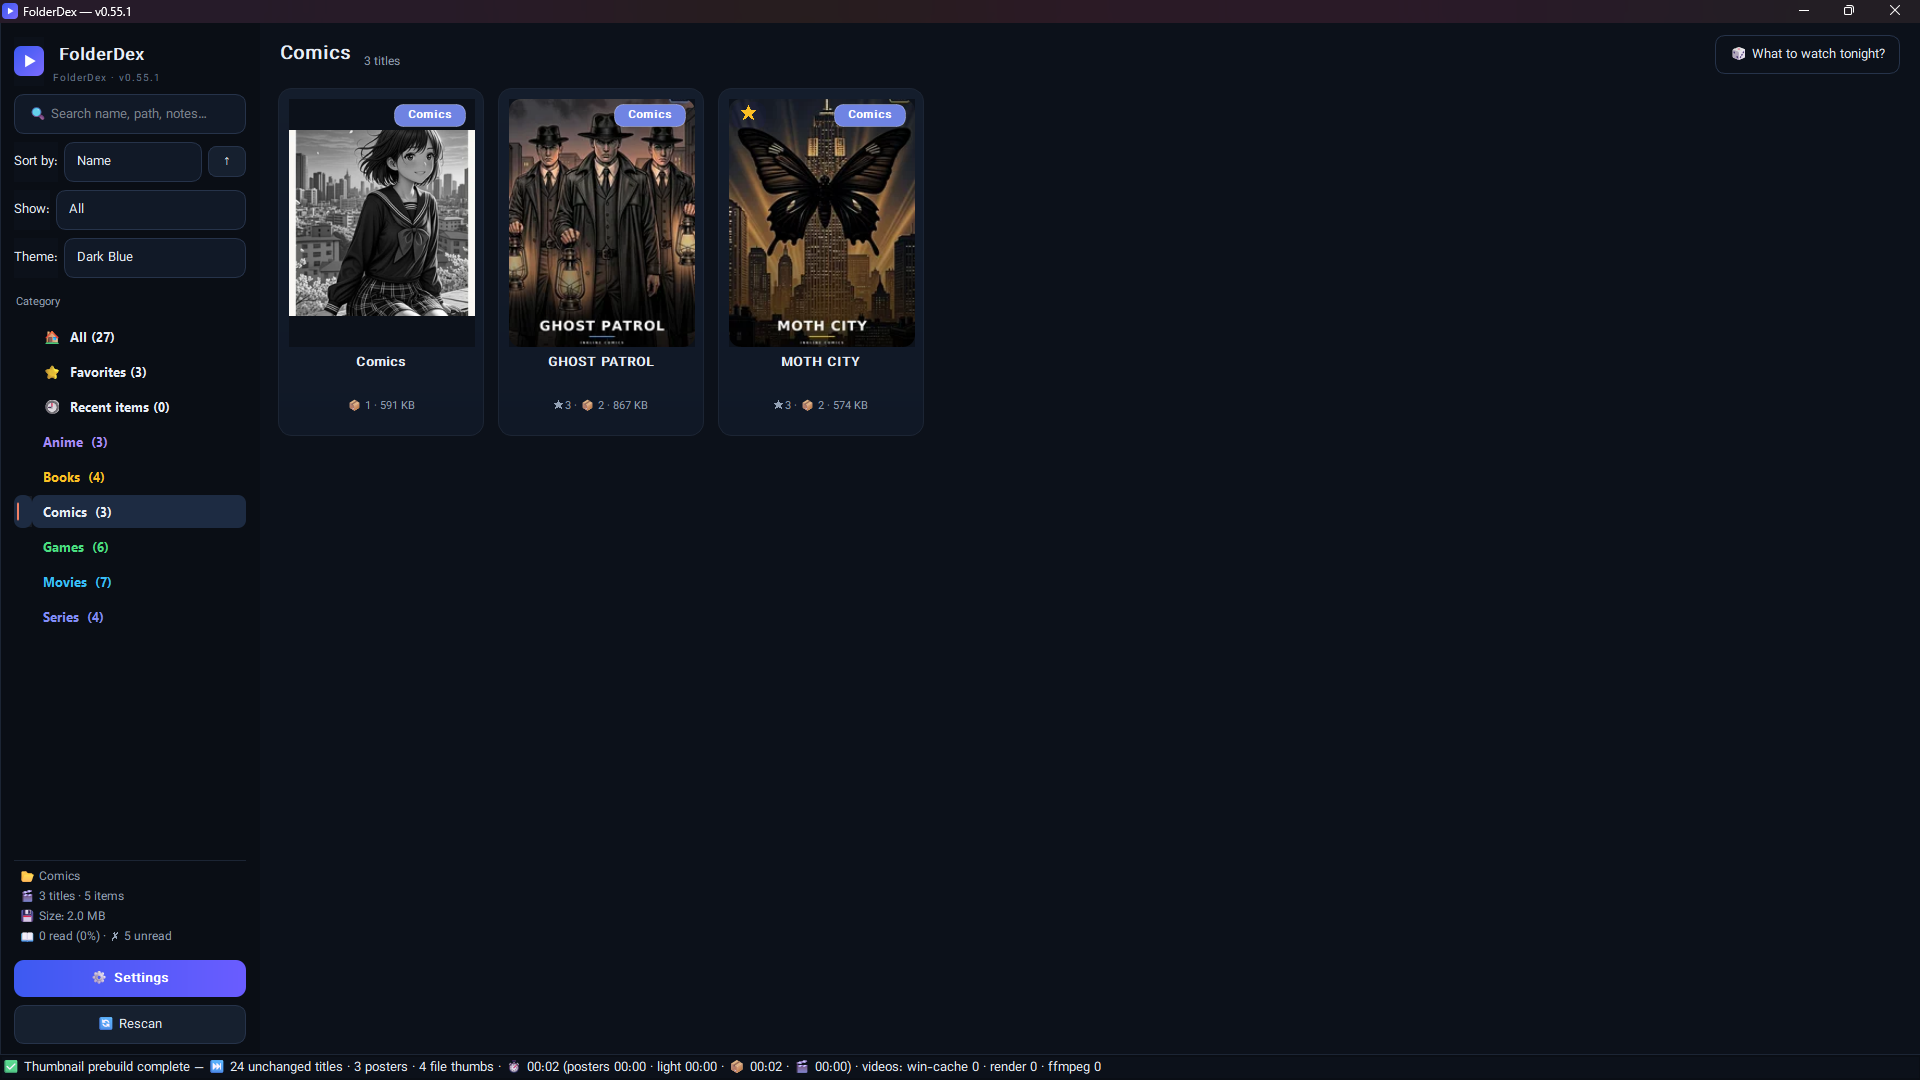 FolderDex — v0.55.1
FolderDex
FolderDex · v0.55.1
Search name, path, notes...
Sort by: Name ↑
Show: All
Theme: Dark Blue
Category
All (27)
Favorites (3)
Recent items (0)
Anime (3)
Books (4)
Comics (3)
Games (6)
Movies (7)
Series (4)
Comics
3 titles · 5 items
Size: 2.0 MB
0 read (0%) · ✗ 5 unread
Settings
Rescan
Comics 3 titles
What to watch tonight?
Comics
Comics
1 · 591 KB
Comics
GHOST PATROL
GHOST PATROL
★3 · 2 · 867 KB
Comics
MOTH CITY
MOTH CITY
★3 · 2 · 574 KB
Thumbnail prebuild complete — 24 unchanged titles · 3 posters · 4 file thumbs · 00:02 (posters 00:00 · light 00:00 · 00:02 · 00:00) · videos: win-cache 0 · render 0 · ffmpeg 0